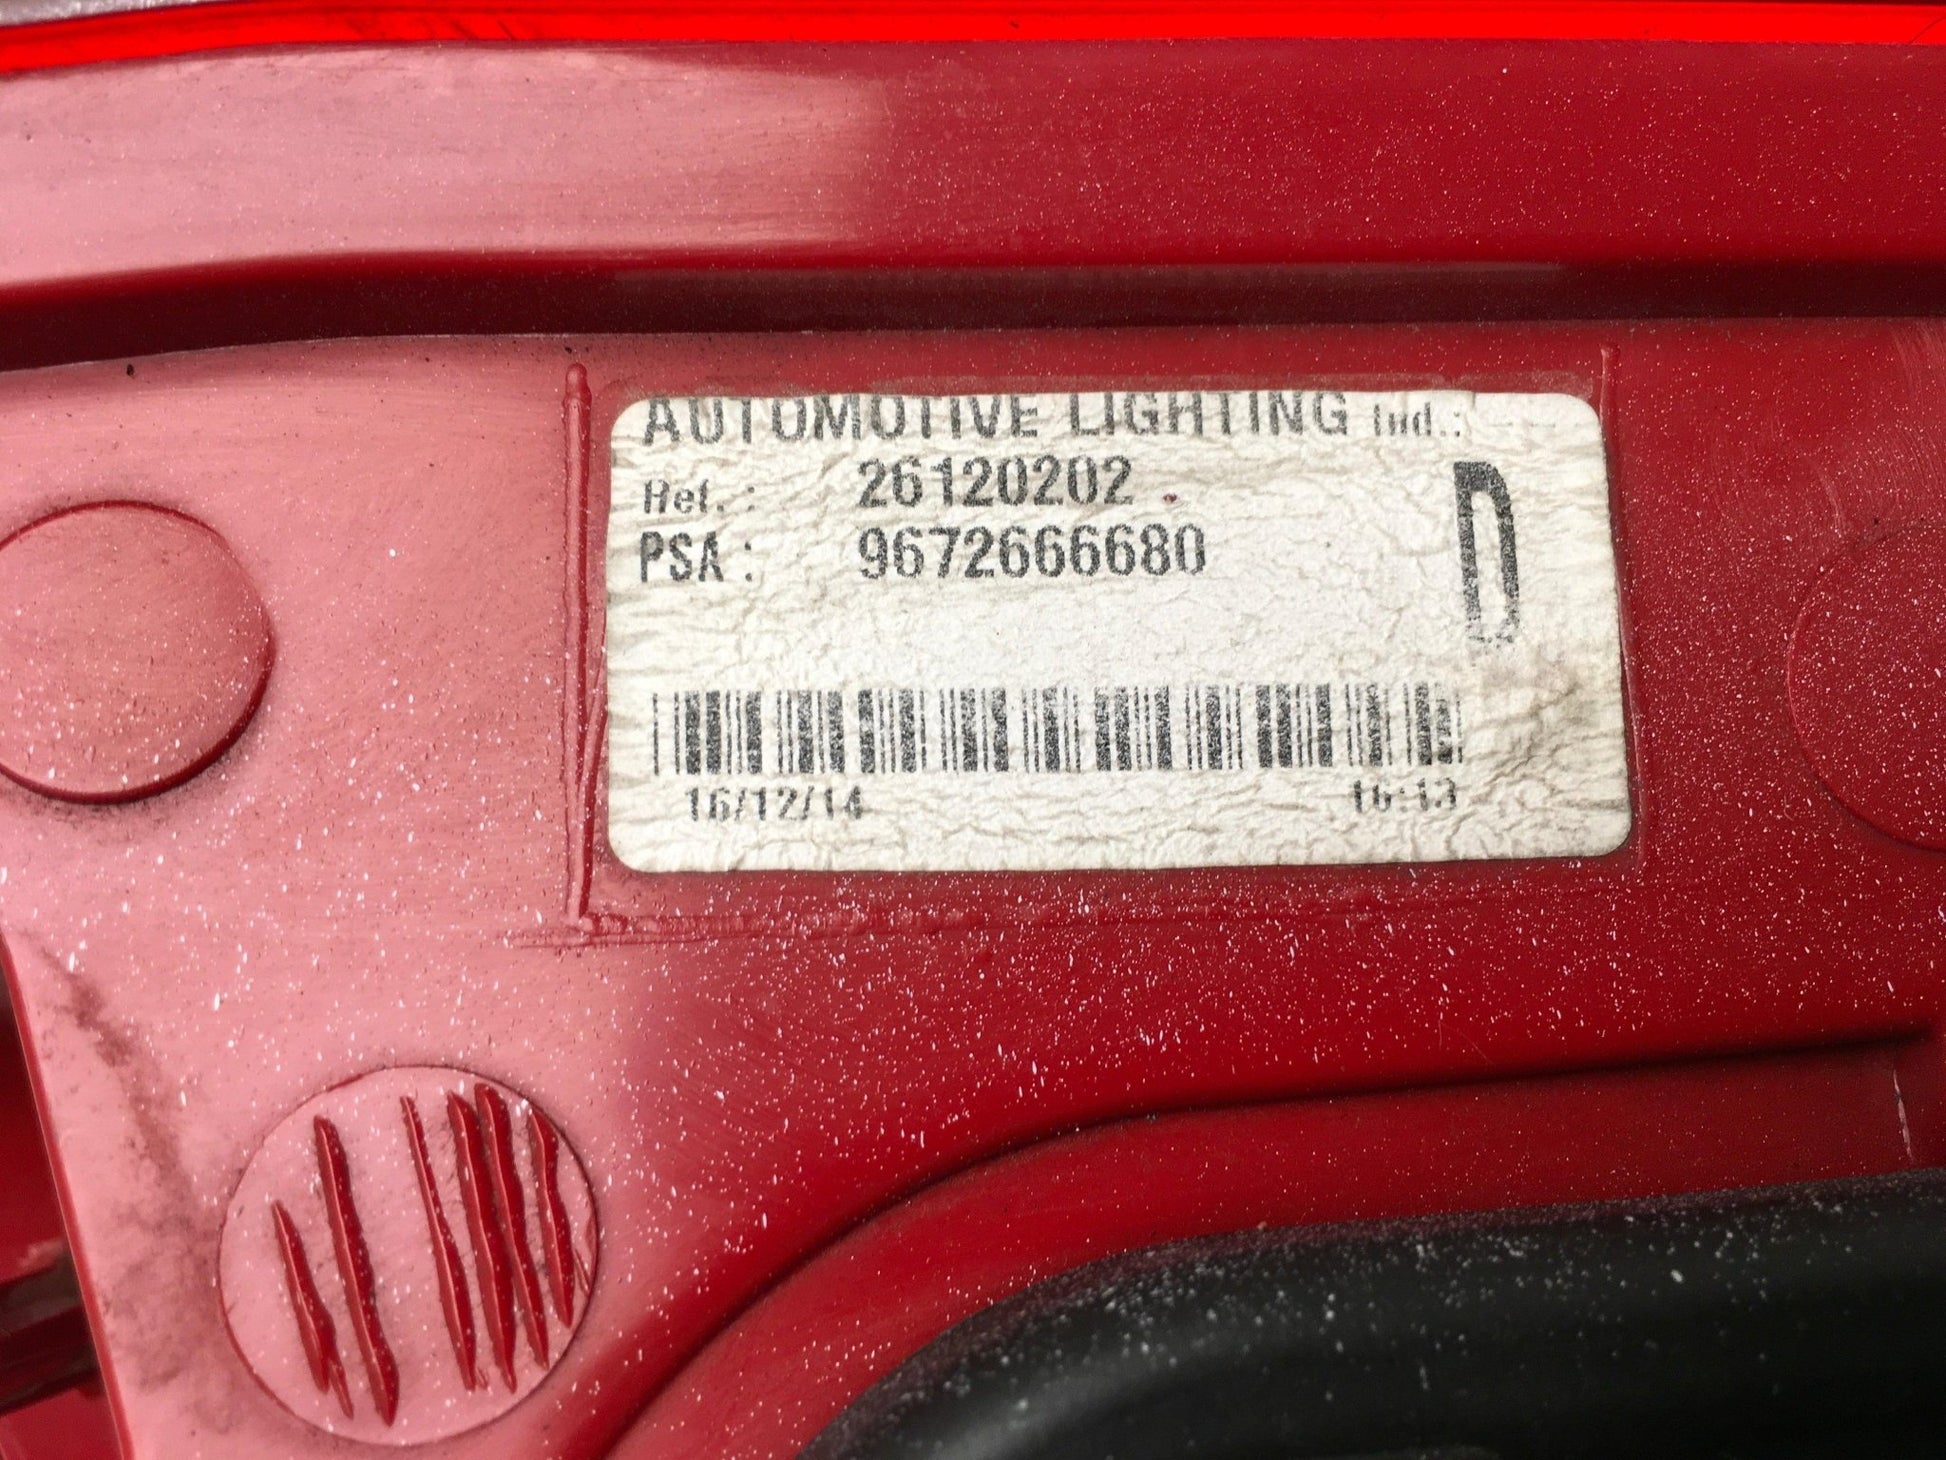 AUTOMOTIVE LIGHTING Ind.: --
Ref.: 26120202
D
PSA : 9672666680
16/12/14 16:13